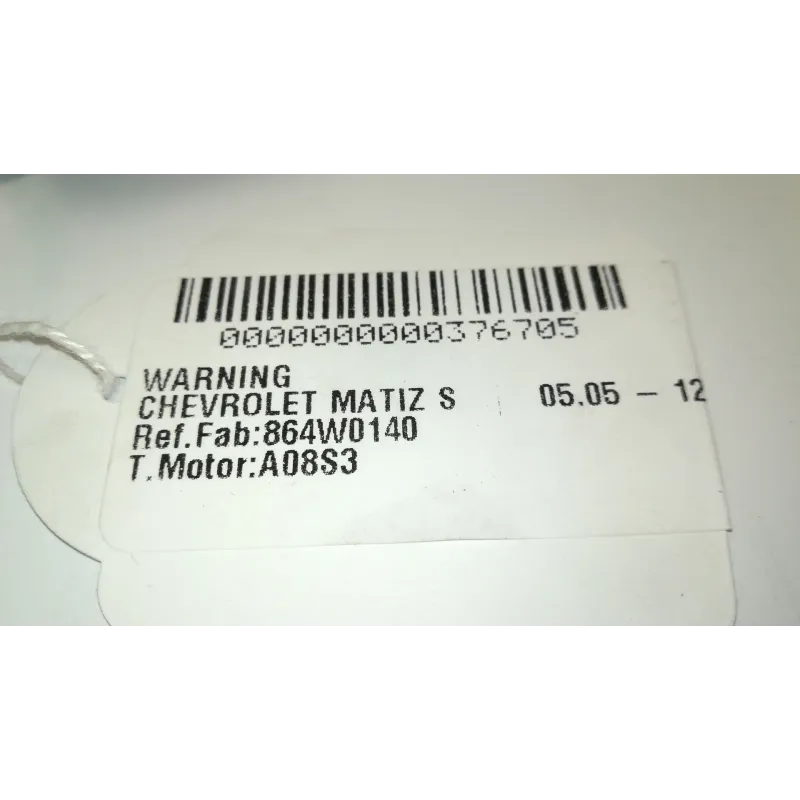 0000000000376705
WARNING
CHEVROLET MATIZ S 05.05 - 12
Ref.Fab:864W0140
T.Motor:A08S3